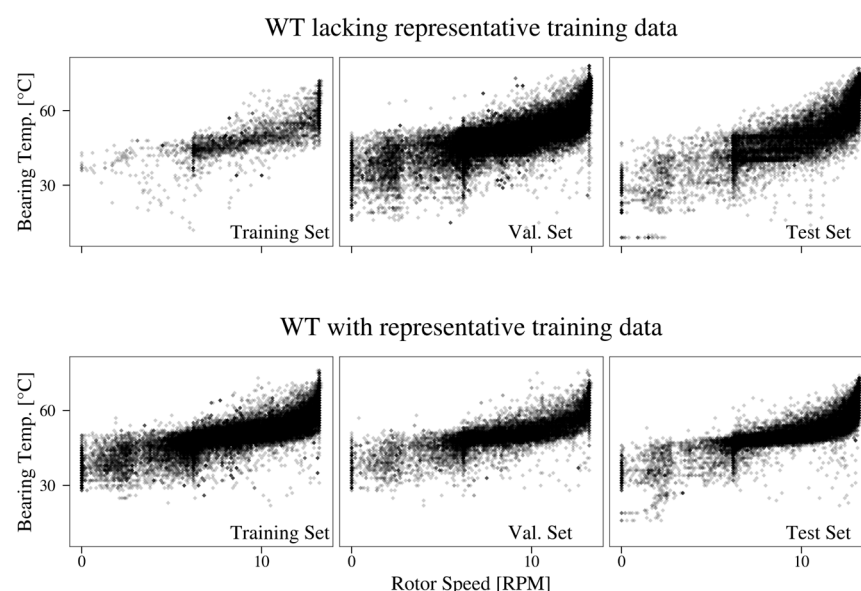 WT lacking representative training data
Bearing Temp. [°C]
60
30
Training Set
Val. Set
Test Set
10
10
WT with representative training data
Bearing Temp. [°C]
60
30
Training Set
Val. Set
Test Set
0
10
0
10
0
10
Rotor Speed [RPM]